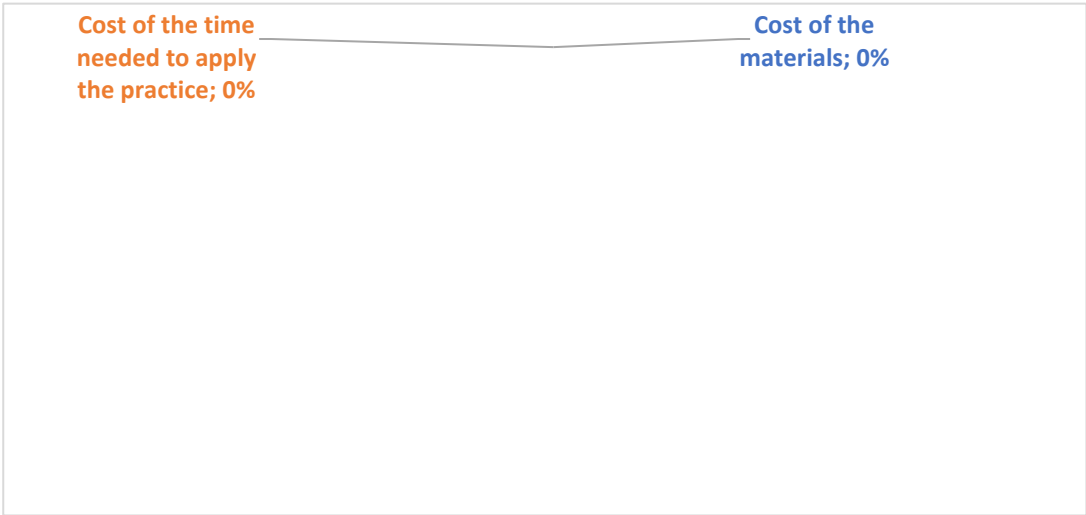 Cost of the time
needed to apply
the practice; 0%
Cost of the
materials; 0%